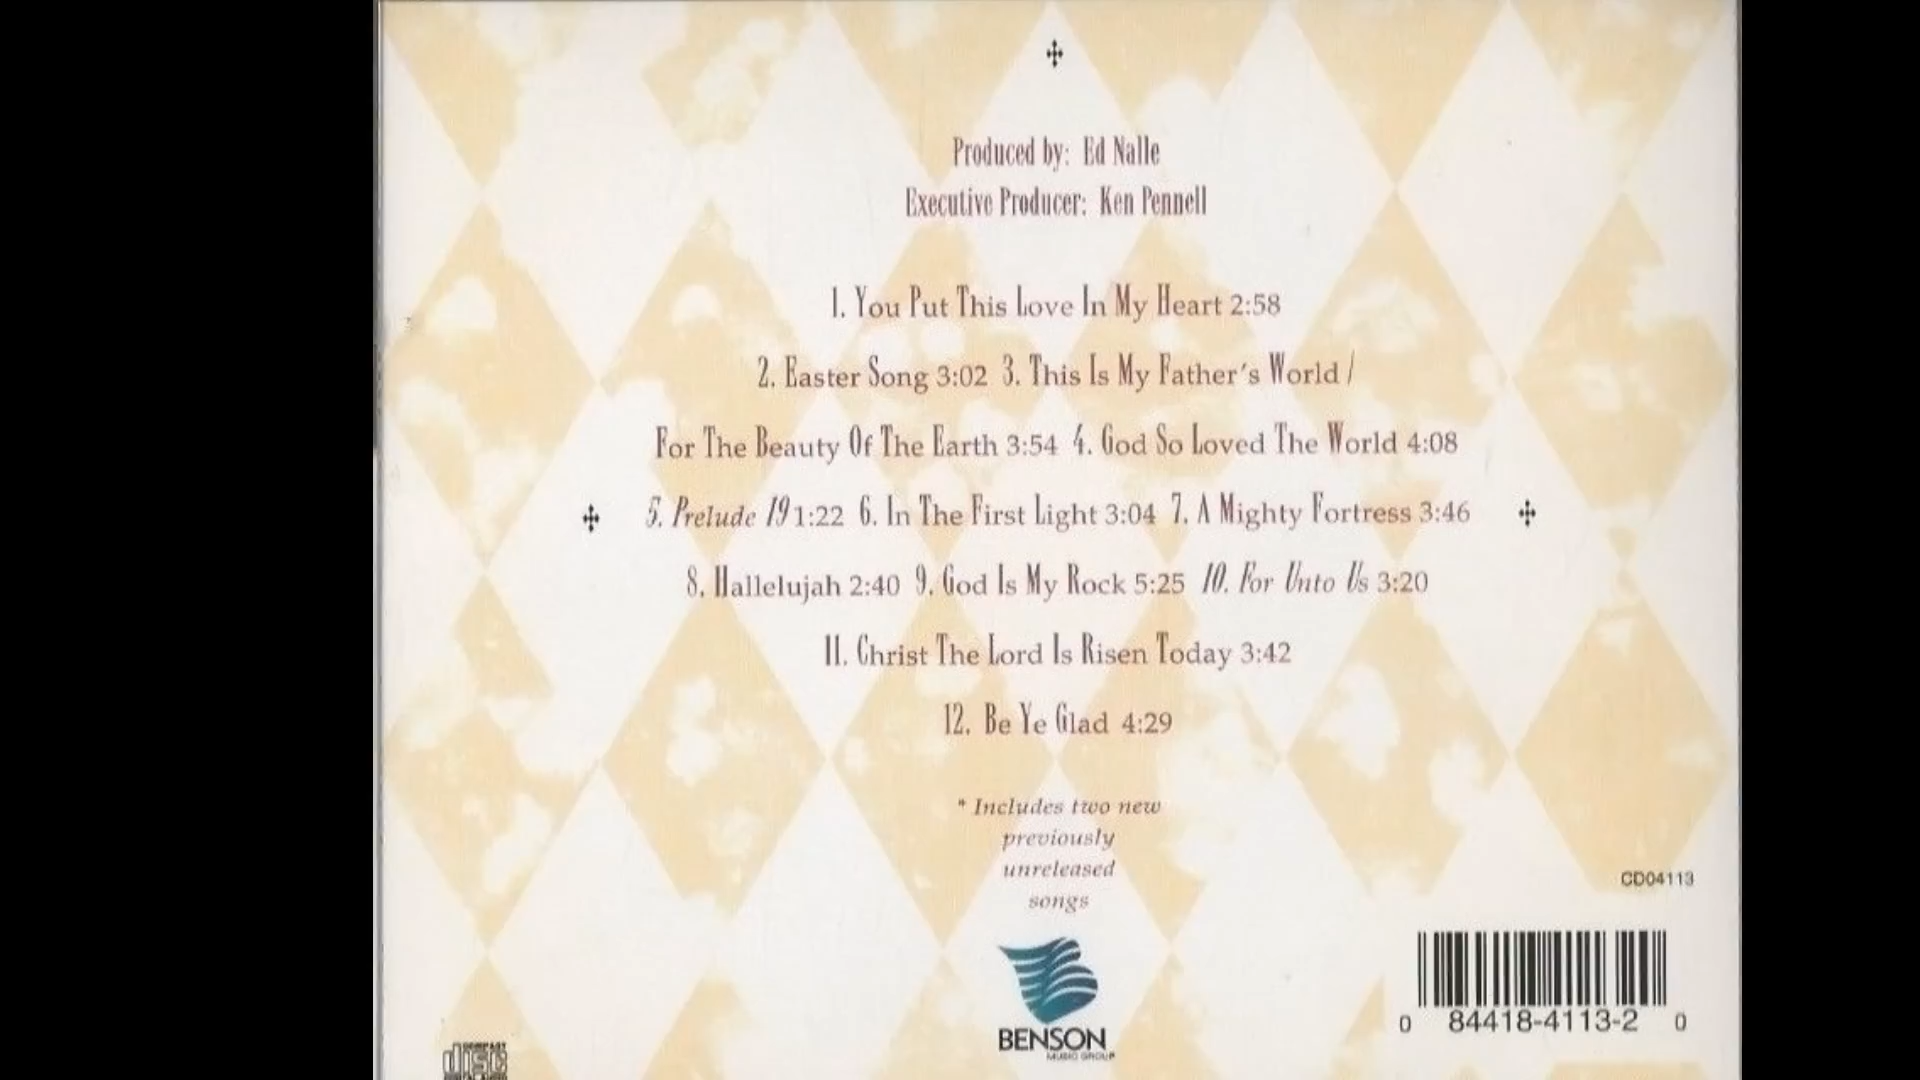 Produced by: Ed Nalle
Executive Producer: Ken Pennell
1. You Put This Love In My Heart 2:58
2. Easter Song 3:02 3. This Is My Father's World /
For The Beauty Of The Earth 3:54 4. God So Loved The World 4:08
5. Prelude 19 1:22 6. In The First Light 3:04 7. A Mighty Fortress 3:46
8. Hallelujah 2:40 9. God Is My Rock 5:25 10. For Unto Us 3:20
11. Christ The Lord Is Risen Today 3:42
12. Be Ye Glad 4:29
* Includes two new
previously
unreleased
songs
CD04113
BENSON
MUSIC GROUP
0 84418-4113-2 0
COMPACT
disc